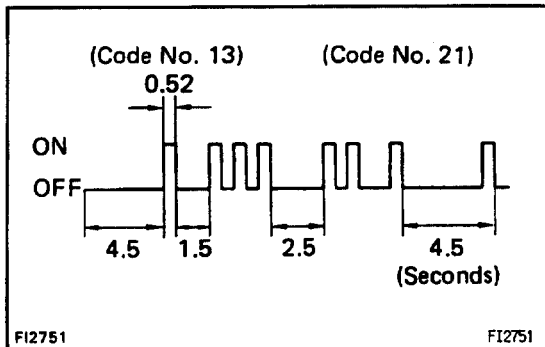 (Code No. 13) (Code No. 21)
0.52
ON
OFF
4.5 1.5 2.5 4.5
(Seconds)
FI2751 FI2751